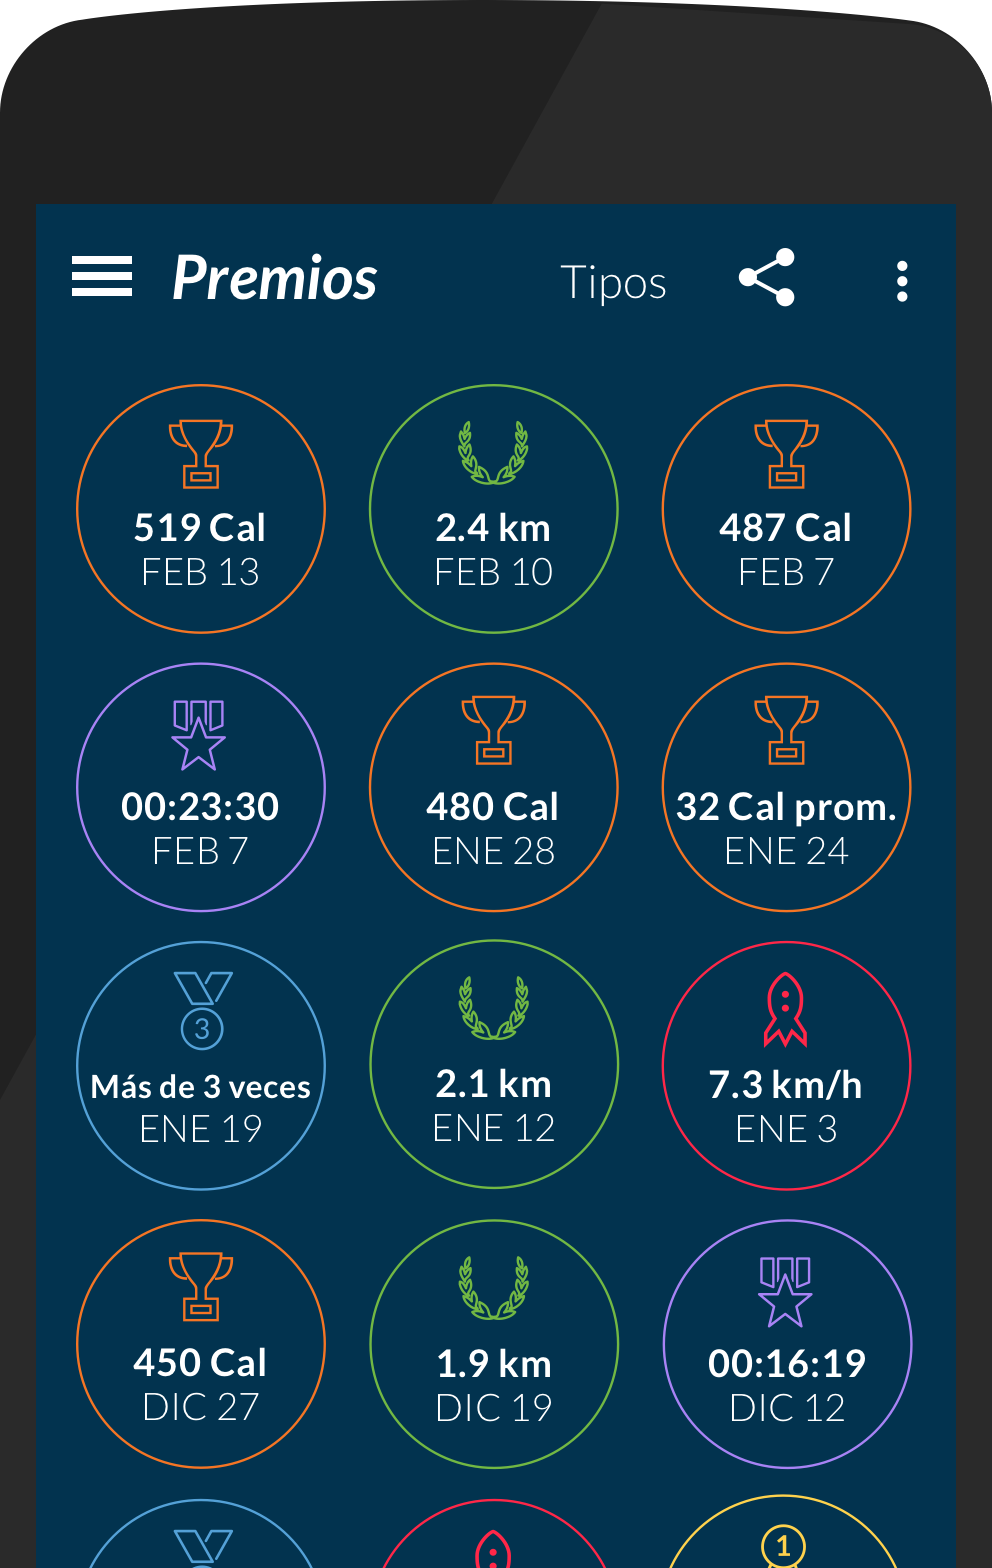 Premios
Tipos
519 Cal
FEB 13
2.4 km
FEB 10
487 Cal
FEB 7
00:23:30
FEB 7
480 Cal
ENE 28
32 Cal prom.
ENE 24
3
Más de 3 veces
ENE 19
2.1 km
ENE 12
7.3 km/h
ENE 3
450 Cal
DIC 27
1.9 km
DIC 19
00:16:19
DIC 12
1